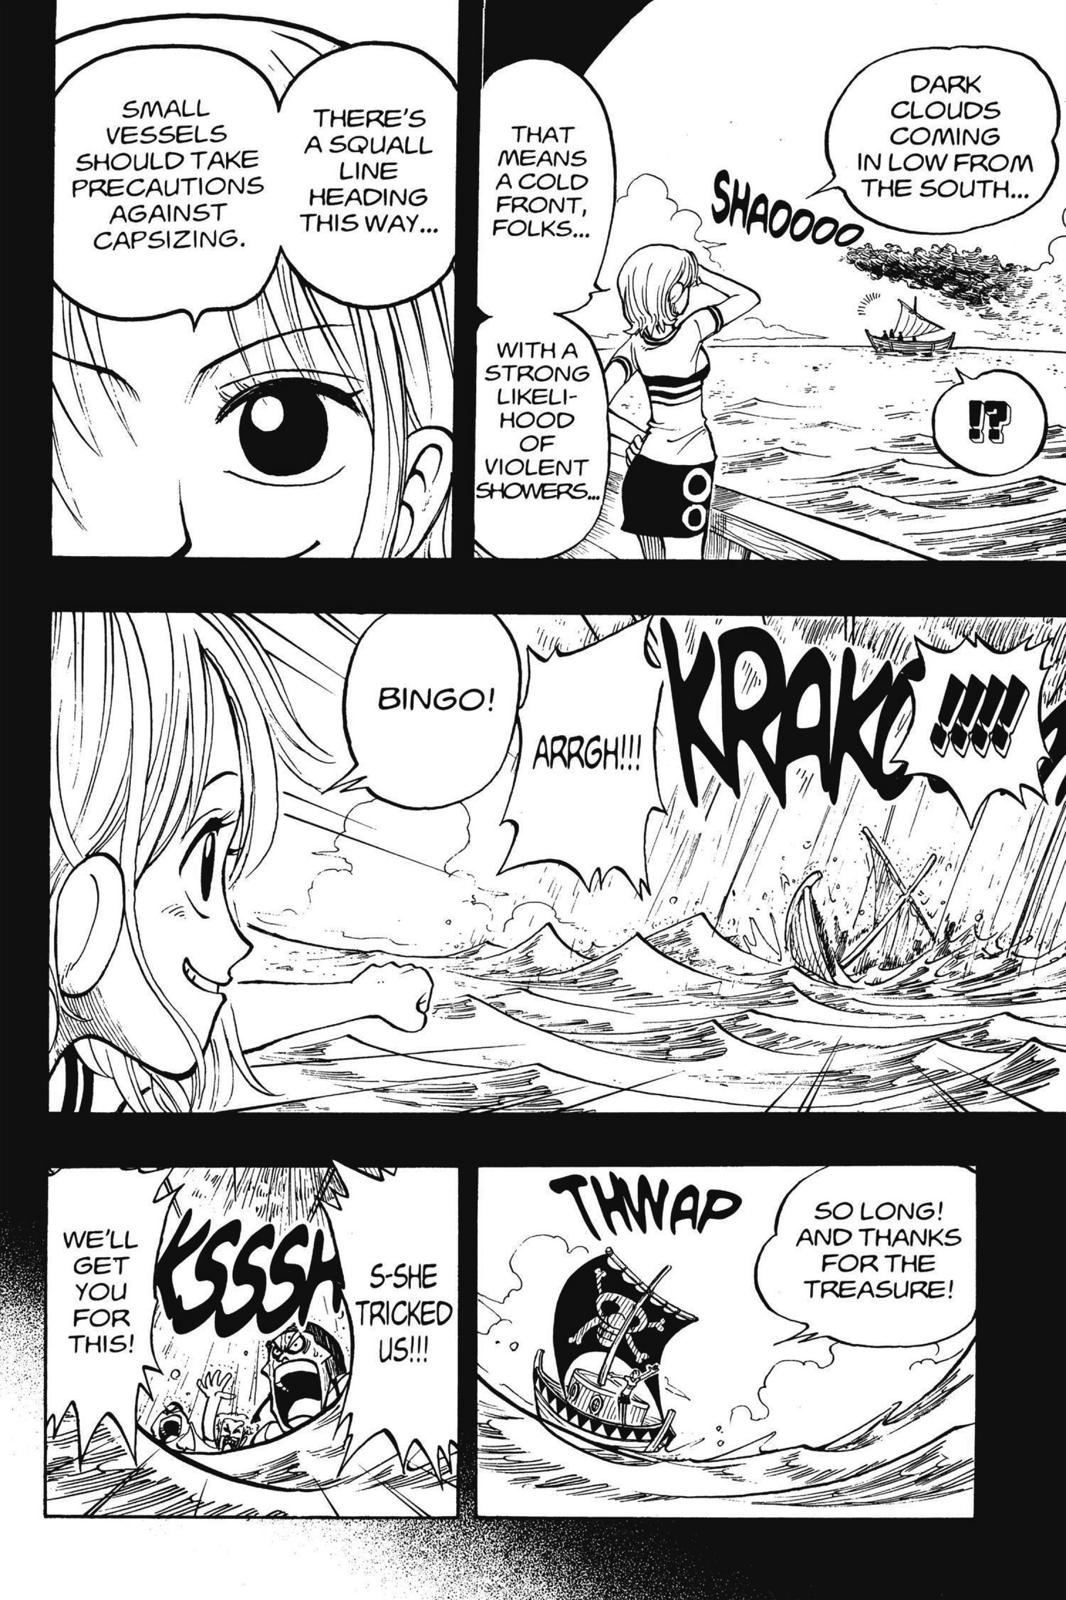 DARK
CLOUDS
COMING
IN LOW FROM
THE SOUTH...
SHAOOOO
THAT
MEANS
A COLD
FRONT,
FOLKS...
!?
WITH A
STRONG
LIKELI-
HOOD
OF
VIOLENT
SHOWERS...
THERE'S
A SQUALL
LINE
HEADING
THIS WAY...
SMALL
VESSELS
SHOULD TAKE
PRECAUTIONS
AGAINST
CAPSIZING.
!!!!!
KRAKO
ARRGH!!!
BINGO!
SO LONG!
AND THANKS
FOR THE
TREASURE!
THWAP
S-SHE
TRICKED
US!!!
KSSSH
WE'LL
GET
YOU
FOR
THIS!